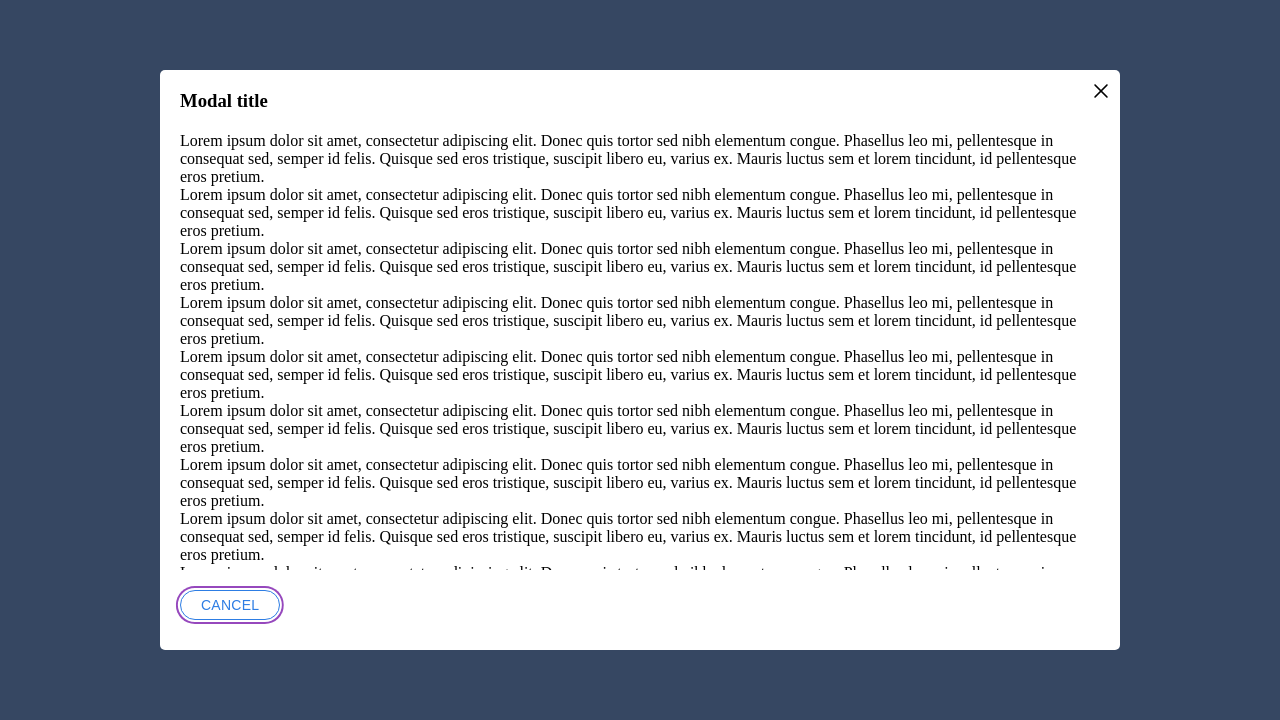 Modal title
Lorem ipsum dolor sit amet, consectetur adipiscing elit. Donec quis tortor sed nibh elementum congue. Phasellus leo mi, pellentesque in
consequat sed, semper id felis. Quisque sed eros tristique, suscipit libero eu, varius ex. Mauris luctus sem et lorem tincidunt, id pellentesque
eros pretium.
Lorem ipsum dolor sit amet, consectetur adipiscing elit. Donec quis tortor sed nibh elementum congue. Phasellus leo mi, pellentesque in
consequat sed, semper id felis. Quisque sed eros tristique, suscipit libero eu, varius ex. Mauris luctus sem et lorem tincidunt, id pellentesque
eros pretium.
Lorem ipsum dolor sit amet, consectetur adipiscing elit. Donec quis tortor sed nibh elementum congue. Phasellus leo mi, pellentesque in
consequat sed, semper id felis. Quisque sed eros tristique, suscipit libero eu, varius ex. Mauris luctus sem et lorem tincidunt, id pellentesque
eros pretium.
Lorem ipsum dolor sit amet, consectetur adipiscing elit. Donec quis tortor sed nibh elementum congue. Phasellus leo mi, pellentesque in
consequat sed, semper id felis. Quisque sed eros tristique, suscipit libero eu, varius ex. Mauris luctus sem et lorem tincidunt, id pellentesque
eros pretium.
Lorem ipsum dolor sit amet, consectetur adipiscing elit. Donec quis tortor sed nibh elementum congue. Phasellus leo mi, pellentesque in
consequat sed, semper id felis. Quisque sed eros tristique, suscipit libero eu, varius ex. Mauris luctus sem et lorem tincidunt, id pellentesque
eros pretium.
Lorem ipsum dolor sit amet, consectetur adipiscing elit. Donec quis tortor sed nibh elementum congue. Phasellus leo mi, pellentesque in
consequat sed, semper id felis. Quisque sed eros tristique, suscipit libero eu, varius ex. Mauris luctus sem et lorem tincidunt, id pellentesque
eros pretium.
Lorem ipsum dolor sit amet, consectetur adipiscing elit. Donec quis tortor sed nibh elementum congue. Phasellus leo mi, pellentesque in
consequat sed, semper id felis. Quisque sed eros tristique, suscipit libero eu, varius ex. Mauris luctus sem et lorem tincidunt, id pellentesque
eros pretium.
Lorem ipsum dolor sit amet, consectetur adipiscing elit. Donec quis tortor sed nibh elementum congue. Phasellus leo mi, pellentesque in
consequat sed, semper id felis. Quisque sed eros tristique, suscipit libero eu, varius ex. Mauris luctus sem et lorem tincidunt, id pellentesque
eros pretium.
CANCEL